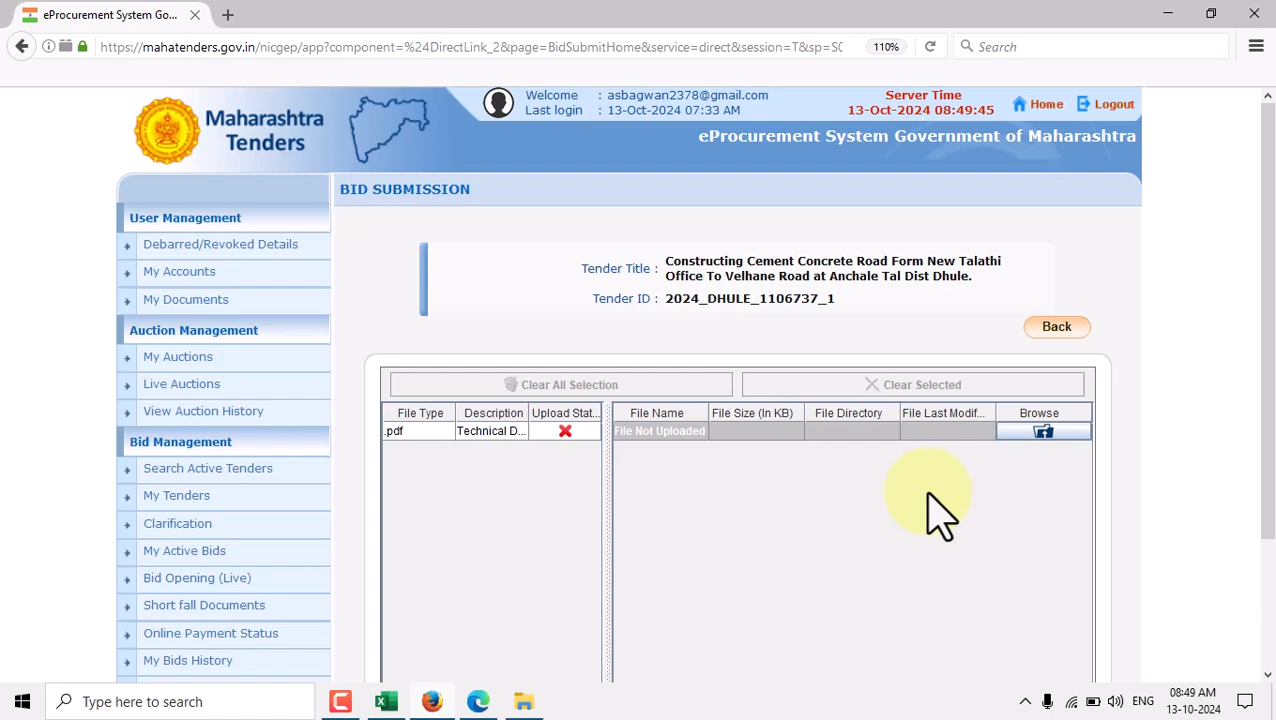 eProcurement System Go...
https://mahatenders.gov.in/nicgep/app?component=%24DirectLink_2&page=BidSubmitHome&service=direct&session=T&sp=SC
110%
Search
Maharashtra
Tenders
Welcome : asbagwan2378@gmail.com
Last login : 13-Oct-2024 07:33 AM
Server Time
13-Oct-2024 08:49:45
Home
Logout
eProcurement System Government of Maharashtra
BID SUBMISSION
User Management
Debarred/Revoked Details
My Accounts
My Documents
Auction Management
My Auctions
Live Auctions
View Auction History
Bid Management
Search Active Tenders
My Tenders
Clarification
My Active Bids
Bid Opening (Live)
Short fall Documents
Online Payment Status
My Bids History
Tender Title : Constructing Cement Concrete Road Form New Talathi
Office To Velhane Road at Anchale Tal Dist Dhule.
Tender ID : 2024_DHULE_1106737_1
Back
Clear All Selection
Clear Selected
File Type Description Upload Stat... File Name File Size (In KB) File Directory File Last Modif... Browse
.pdf Technical D... File Not Uploaded
Type here to search
ENG
08:49 AM
13-10-2024